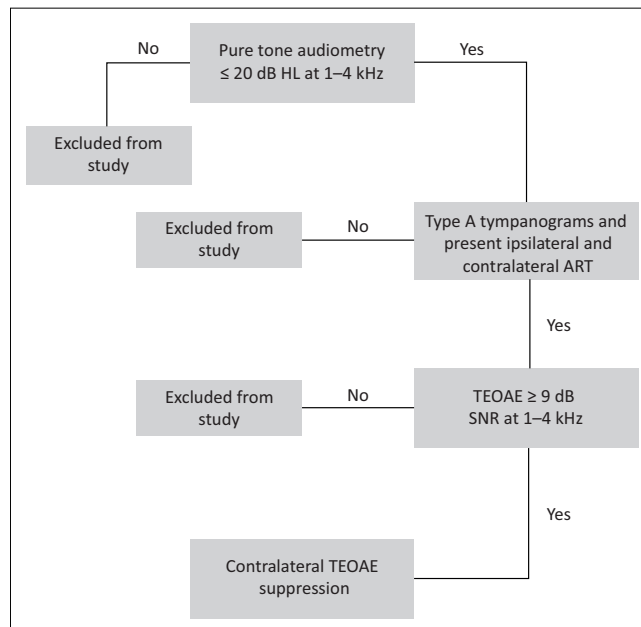 No
Pure tone audiometry
≤ 20 dB HL at 1–4 kHz
Yes
Excluded from
study
Excluded from
study
No
Type A tympanograms and
present ipsilateral and
contralateral ART
Yes
Excluded from
study
No
TEOAE ≥ 9 dB
SNR at 1–4 kHz
Yes
Contralateral TEOAE
suppression